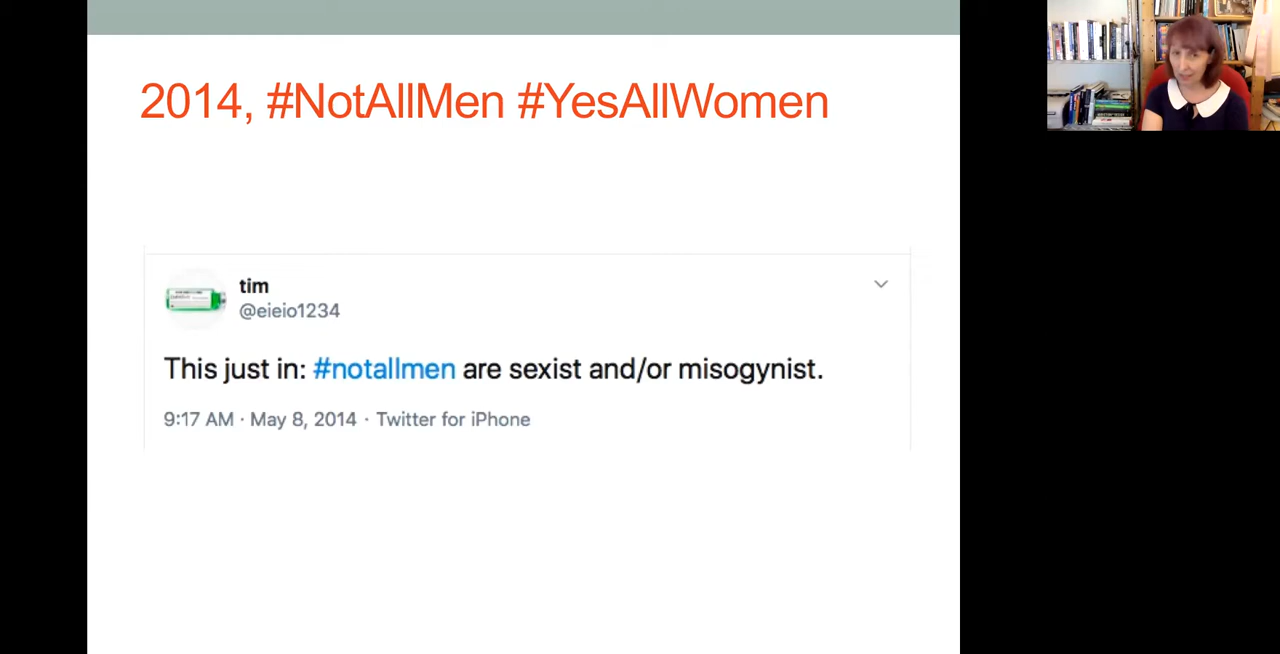 2014, #NotAllMen #YesAllWomen
tim
@eieio1234
This just in: #notallmen are sexist and/or misogynist.
9:17 AM · May 8, 2014 · Twitter for iPhone